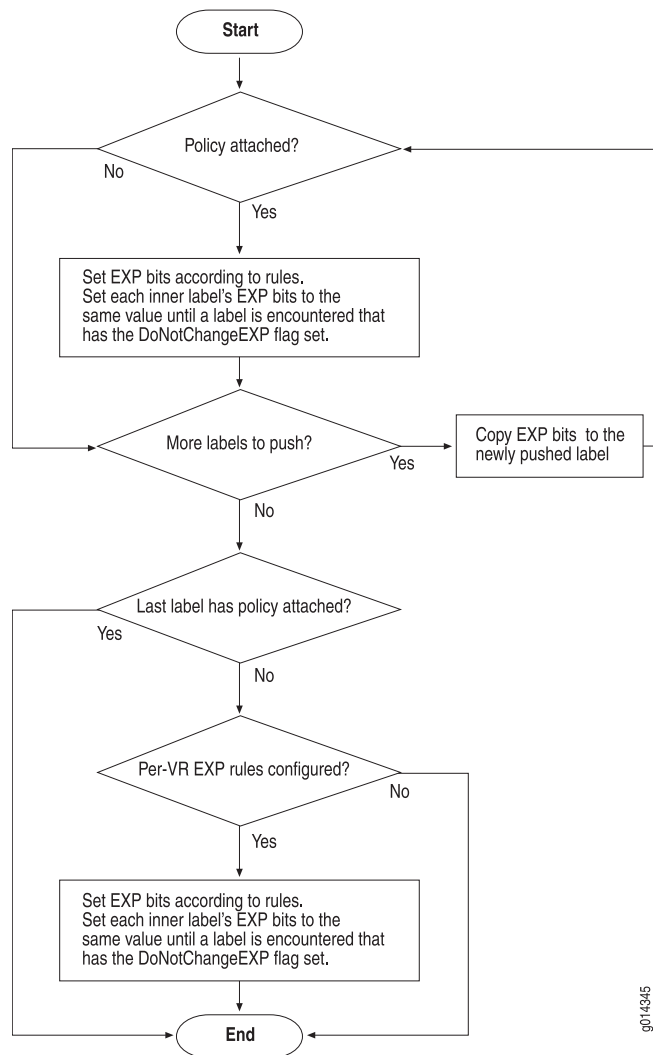 Start
Policy attached?
No
Yes
Set EXP bits according to rules.
Set each inner label's EXP bits to the
same value until a label is encountered that
has the DoNotChangeEXP flag set.
More labels to push?
Yes
Copy EXP bits to the
newly pushed label
No
Last label has policy attached?
Yes
No
Per-VR EXP rules configured?
No
Yes
Set EXP bits according to rules.
Set each inner label's EXP bits to the
same value until a label is encountered that
has the DoNotChangeEXP flag set.
End
g014345